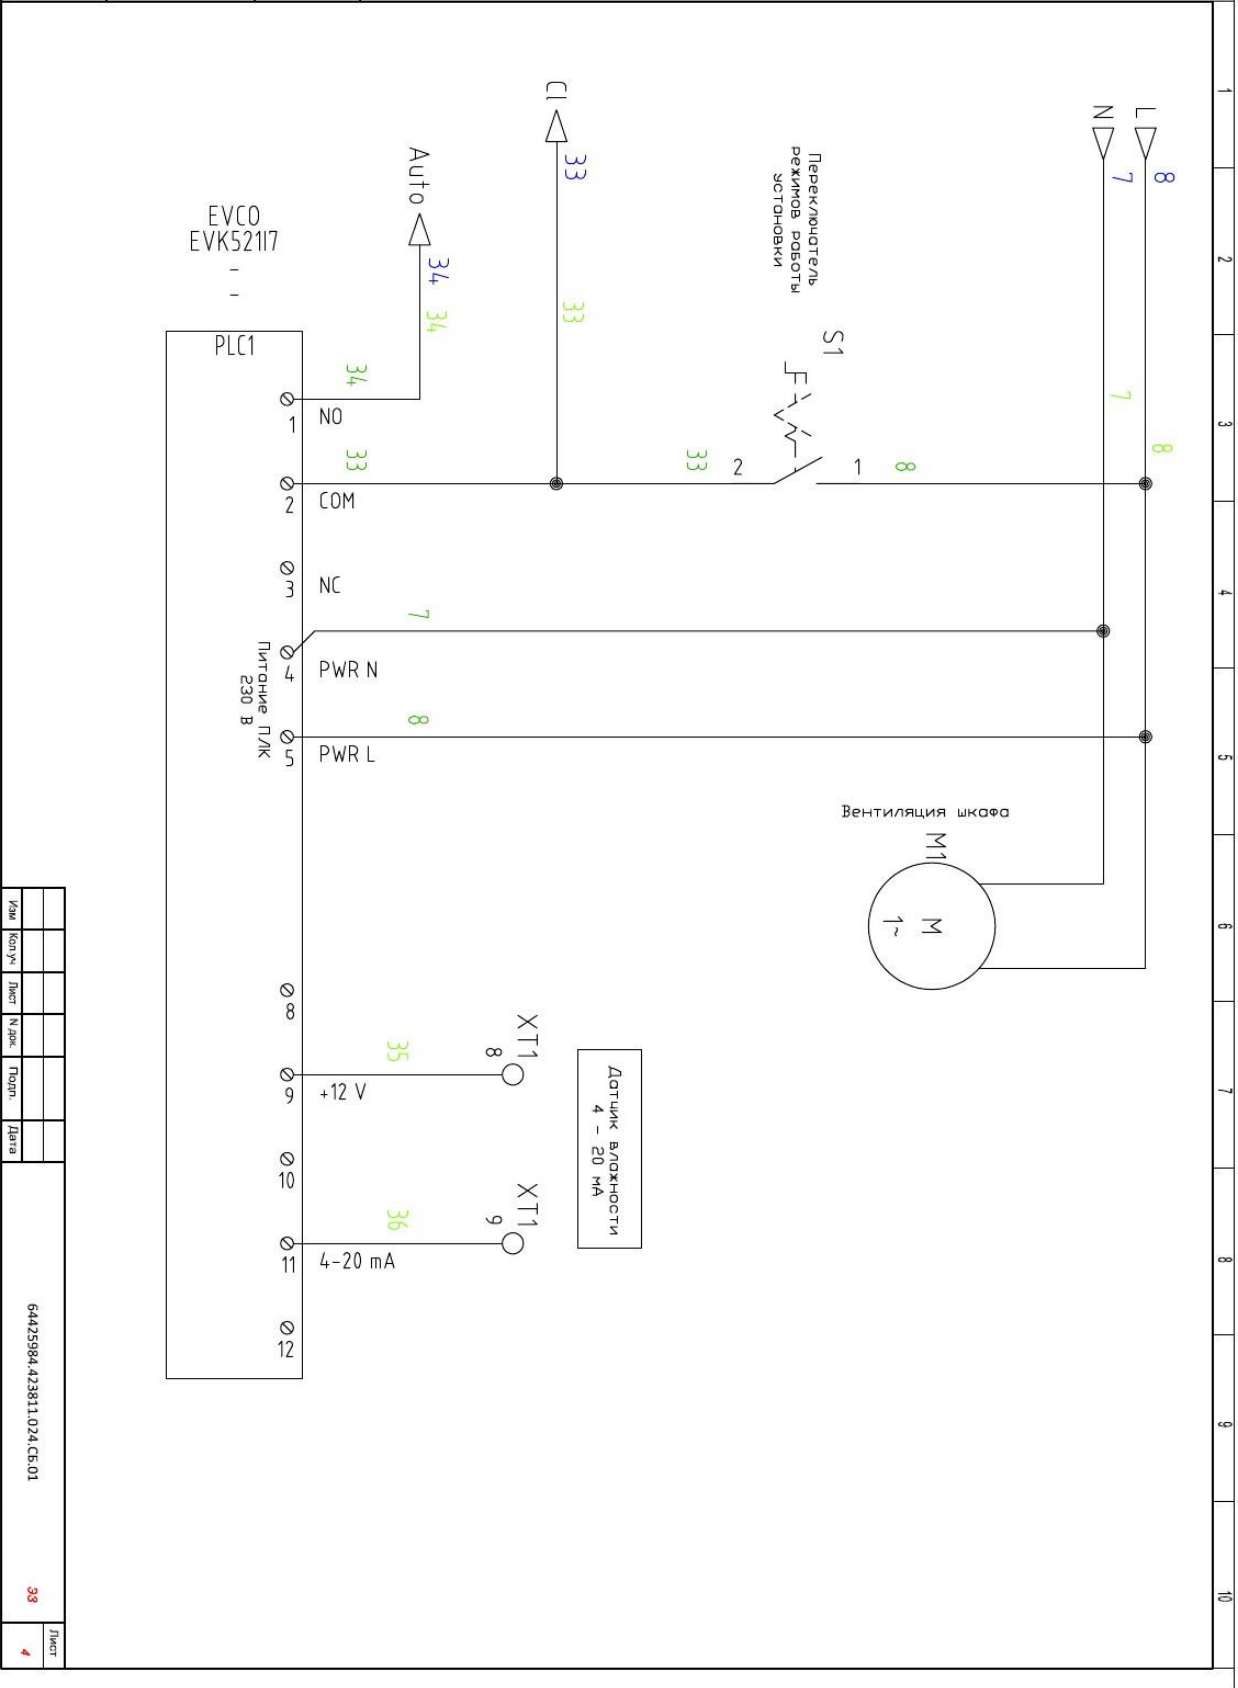 1
2
3
4
5
6
7
8
9
10
L
8
N
7
8
7
Переключатель
режимов работы
установки
S1
1
2
8
33
CI
33
33
Auto
34
34
EVCO
EVK521I7
-
-
PLC1
34
1
NO
33
2
COM
3
NC
7
4
PWR N
Питание ПЛК
230 В
8
5
PWR L
Вентиляция шкафа
M1
M
1~
Датчик влажности
4 - 20 мА
XT1
8
35
XT1
9
36
8
9
+12 V
10
11
4-20 mA
12
Изм
Кол.уч
Лист
N док.
Подп.
Дата
64425984.423811.024.СБ.01
ЭЗ
Лист
4